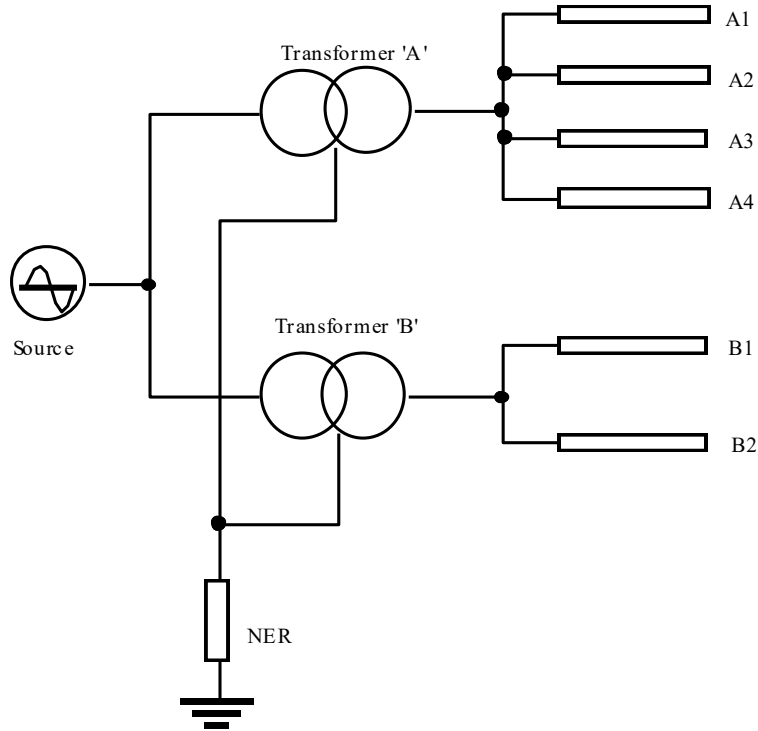 A1
Transformer 'A'
A2
A3
A4
Source
Transformer 'B'
B1
B2
NER